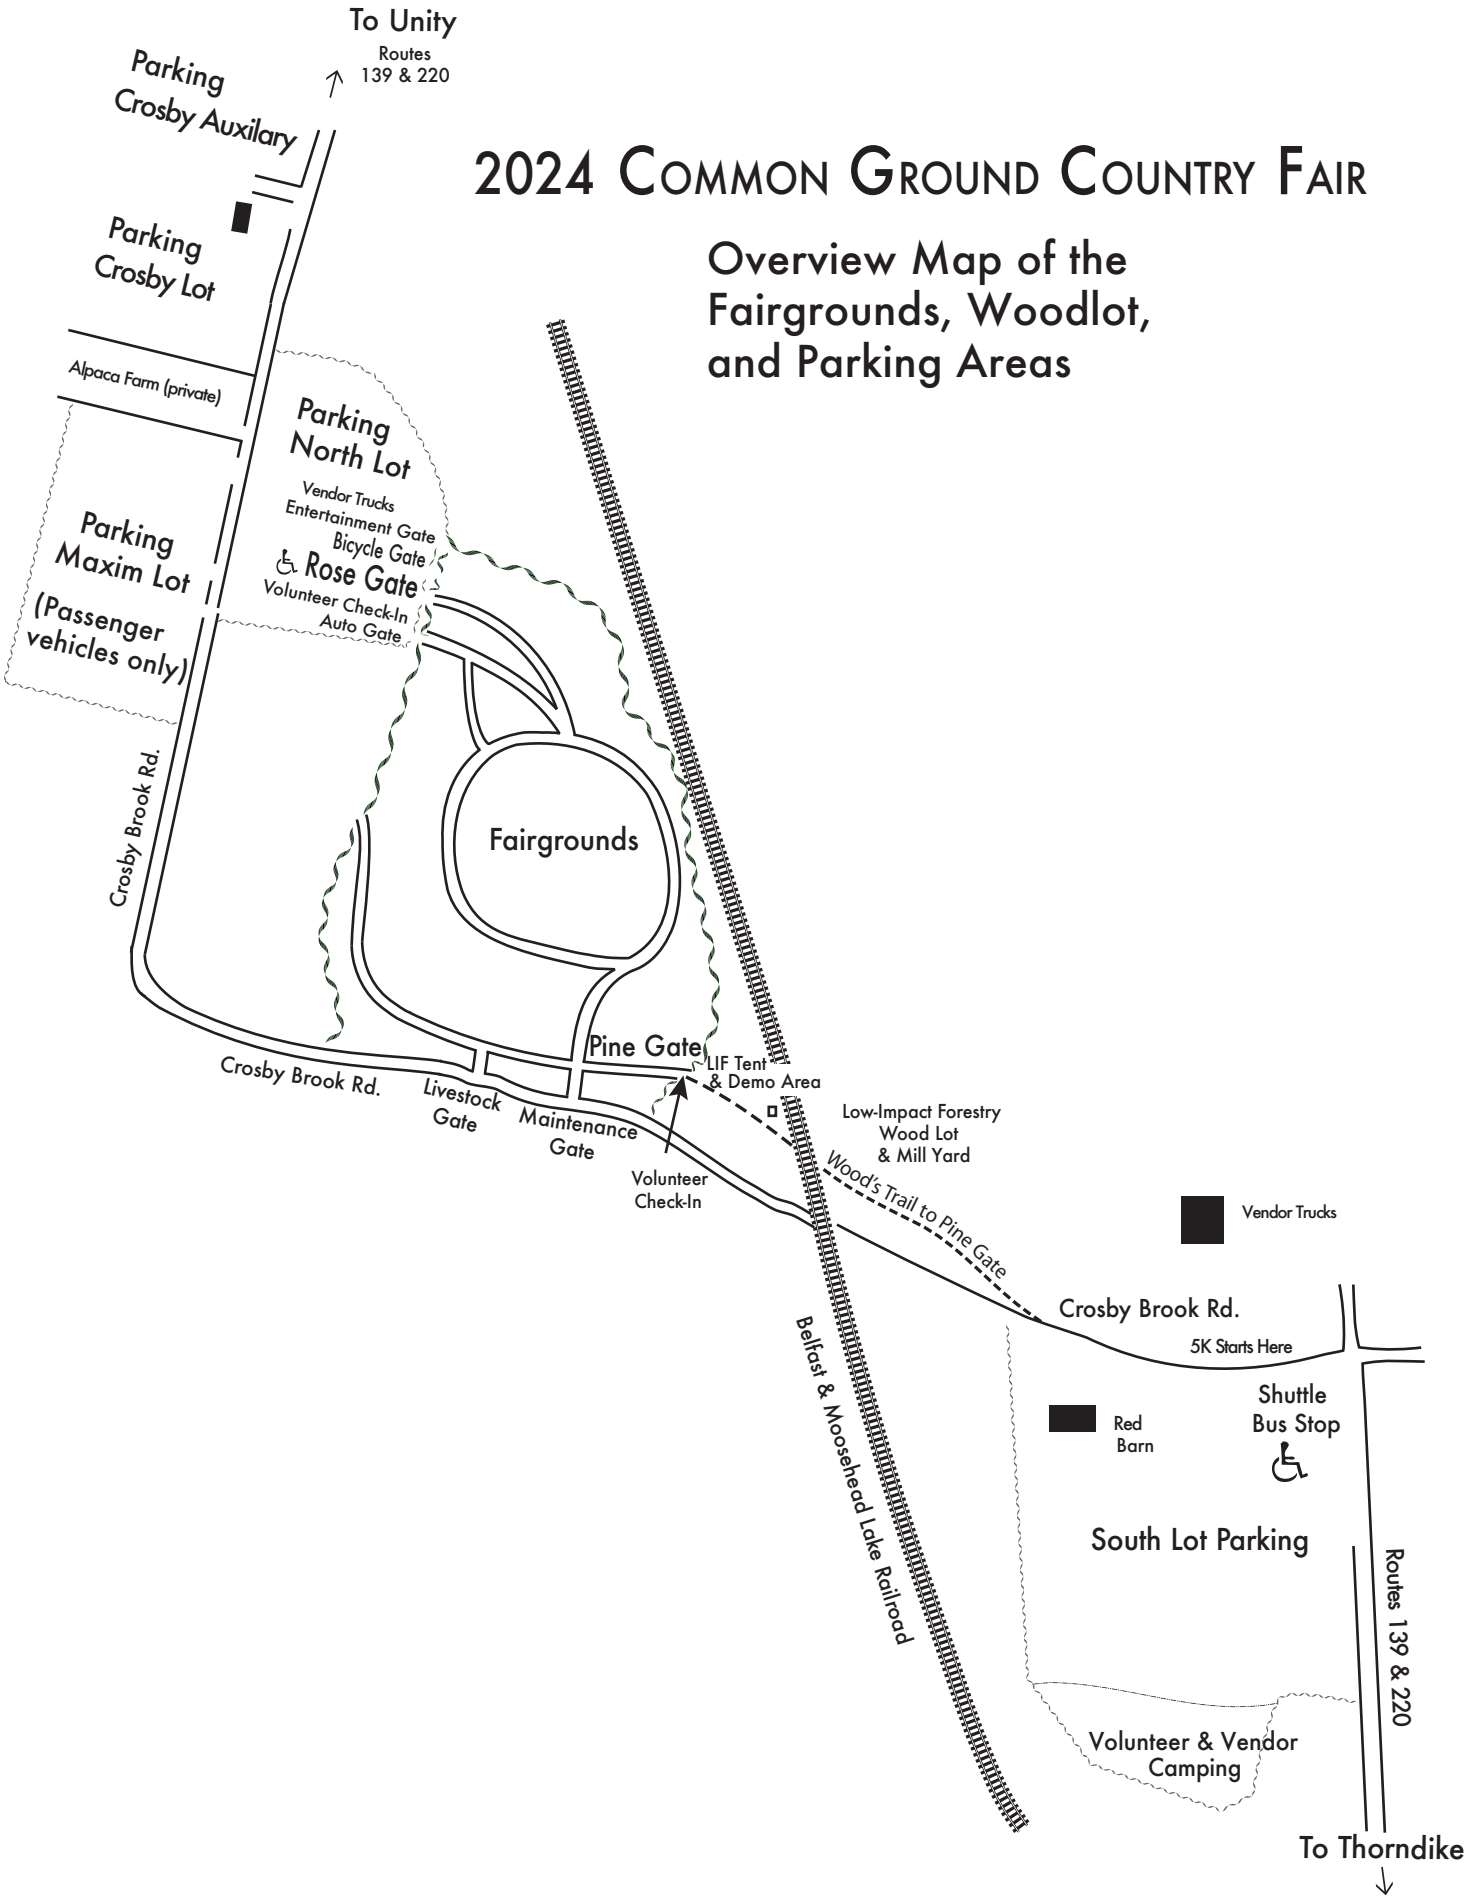 To Unity
Routes
139 & 220
Parking
Crosby Auxilary
2024 Common Ground Country Fair
Overview Map of the
Fairgrounds, Woodlot,
and Parking Areas
Parking
Crosby Lot
Alpaca Farm (private)
Parking
North Lot
Vendor Trucks
Entertainment Gate
Bicycle Gate
Rose Gate
Volunteer Check-In
Auto Gate
Parking
Maxim Lot
(Passenger
vehicles only)
Crosby Brook Rd.
Fairgrounds
Pine Gate
LIF Tent
& Demo Area
Crosby Brook Rd.
Livestock
Gate
Maintenance
Gate
Volunteer
Check-In
Low-Impact Forestry
Wood Lot
& Mill Yard
Wood's Trail to Pine Gate
Vendor Trucks
Crosby Brook Rd.
5K Starts Here
Belfast & Moosehead Lake Railroad
Shuttle
Bus Stop
Red
Barn
South Lot Parking
Routes 139 & 220
Volunteer & Vendor
Camping
To Thorndike